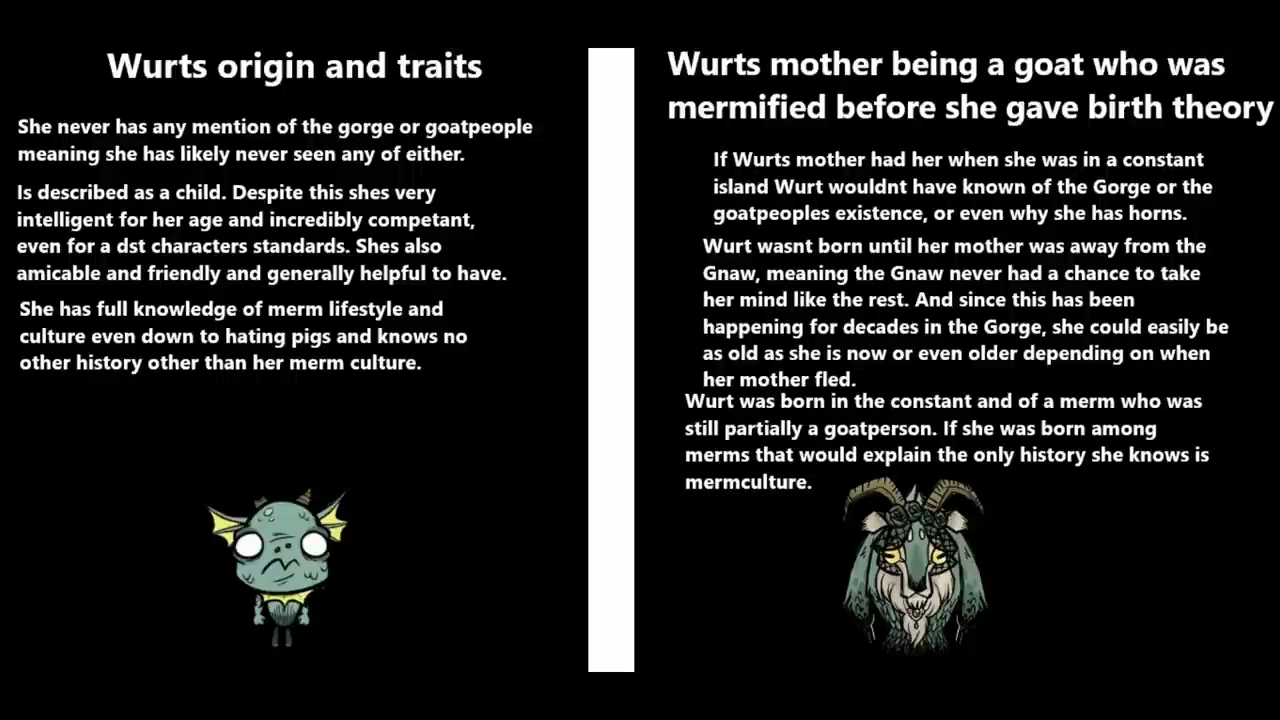 Wurts origin and traits
She never has any mention of the gorge or goatpeople
meaning she has likely never seen any of either.
Is described as a child. Despite this shes very
intelligent for her age and incredibly competant,
even for a dst characters standards. Shes also
amicable and friendly and generally helpful to have.
She has full knowledge of merm lifestyle and
culture even down to hating pigs and knows no
other history other than her merm culture.
Wurts mother being a goat who was
mermified before she gave birth theory
If Wurts mother had her when she was in a constant
island Wurt wouldnt have known of the Gorge or the
goatpeoples existence, or even why she has horns.
Wurt wasnt born until her mother was away from the
Gnaw, meaning the Gnaw never had a chance to take
her mind like the rest. And since this has been
happening for decades in the Gorge, she could easily be
as old as she is now or even older depending on when
her mother fled.
Wurt was born in the constant and of a merm who was
still partially a goatperson. If she was born among
merms that would explain the only history she knows is
mermculture.